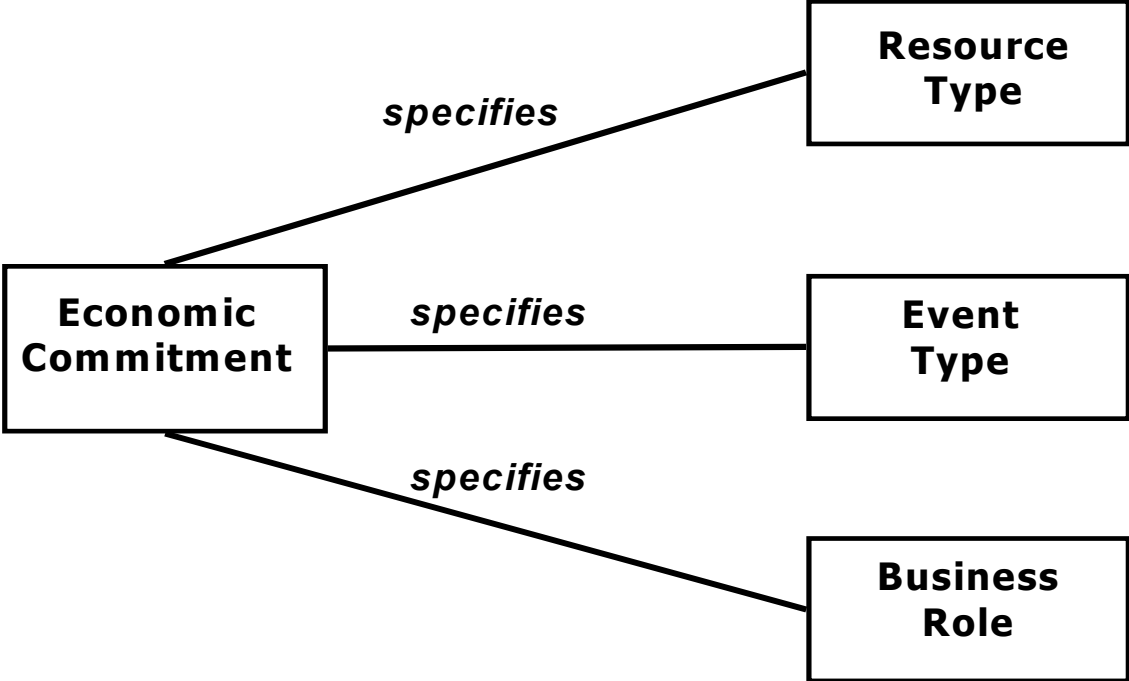 Resource
Type
specifies
Economic
Commitment
specifies
Event
Type
specifies
Business
Role